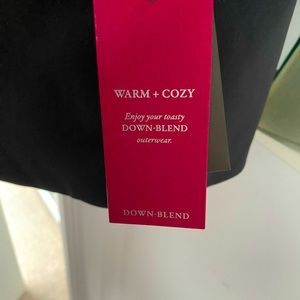 WARM + COZY
Enjoy your toasty
DOWN-BLEND
outerwear.
DOWN-BLEND